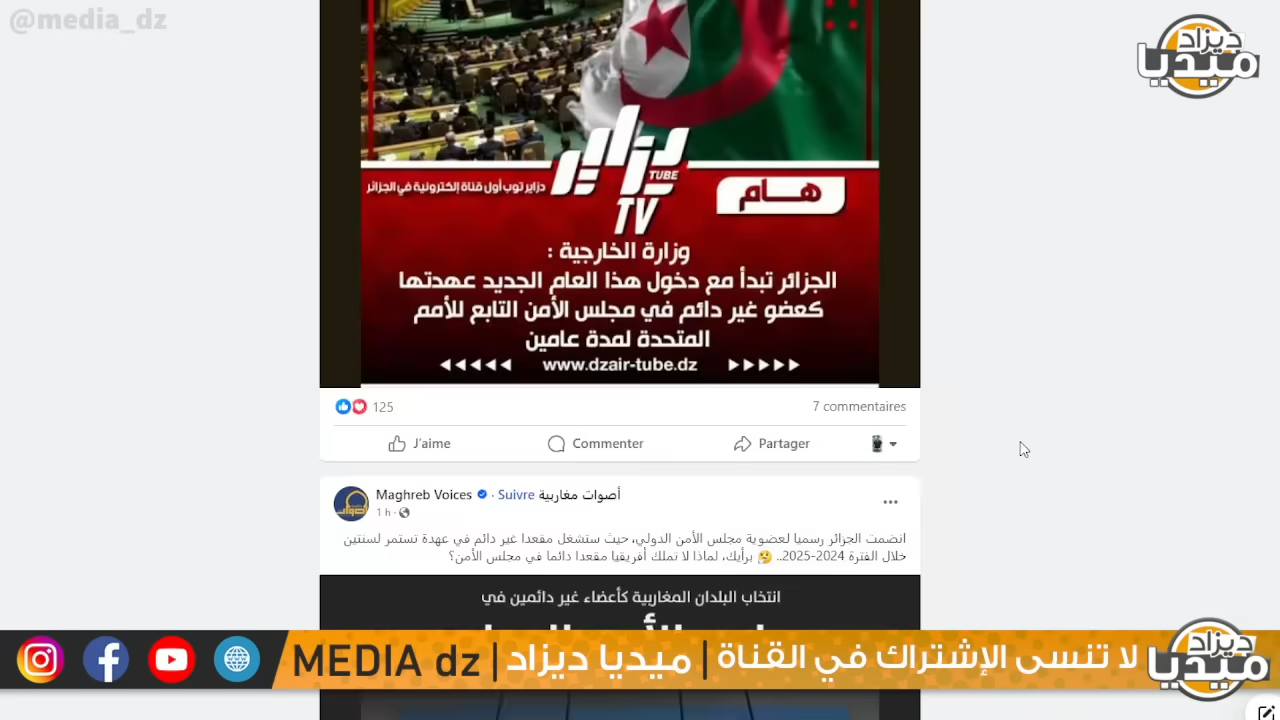 @media_dz
ديزاد
ميديا
دزاير
TUBE
TV
دزاير توب أول قناة إلكترونية في الجزائر
هــام
وزارة الخارجية :
الجزائر تبدأ مع دخول هذا العام الجديد عهدتها
كعضو غير دائم في مجلس الأمن التابع للأمم
المتحدة لمدة عامين
www.dzair-tube.dz
125
7 commentaires
J'aime
Commenter
Partager
Maghreb Voices · Suivre أصوات مغاربية
1 h ·
انضمت الجزائر رسميا لعضوية مجلس الأمن الدولي، حيث ستشغل مقعدا غير دائم في عهدة تستمر لسنتين
خلال الفترة 2024-2025.. 🤔 برأيك، لماذا لا تملك أفريقيا مقعدا دائما في مجلس الأمن؟
انتخاب البلدان المغاربية كأعضاء غير دائمين في
لا تنسى الإشتراك في القناة | ميديا ديزاد | MEDIA dz
ديزاد
ميديا